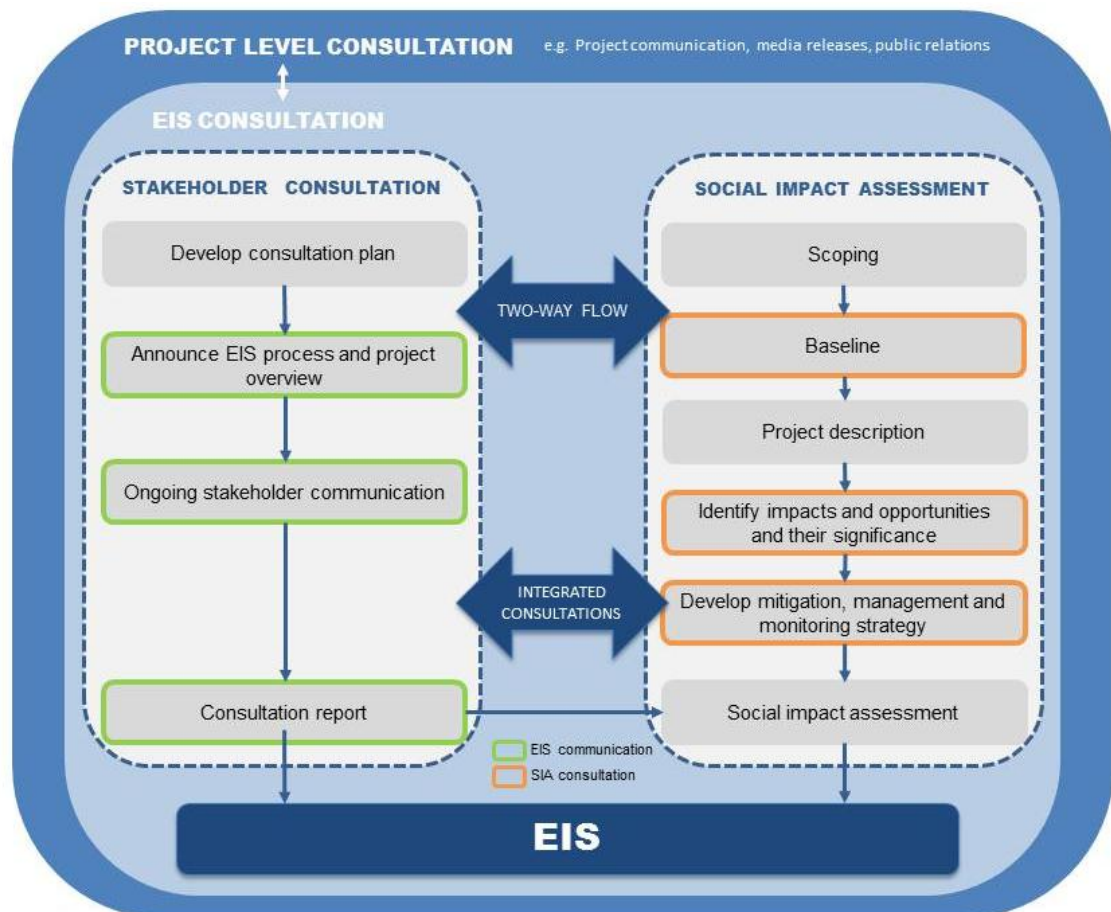 PROJECT LEVEL CONSULTATION
e.g. Project communication, media releases, public relations
EIS CONSULTATION
STAKEHOLDER CONSULTATION
Develop consultation plan
Announce EIS process and project
overview
Ongoing stakeholder communication
Consultation report
TWO-WAY FLOW
INTEGRATED
CONSULTATIONS
SOCIAL IMPACT ASSESSMENT
Scoping
Baseline
Project description
Identify impacts and opportunities
and their significance
Develop mitigation, management and
monitoring strategy
Social impact assessment
EIS communication
SIA consultation
EIS